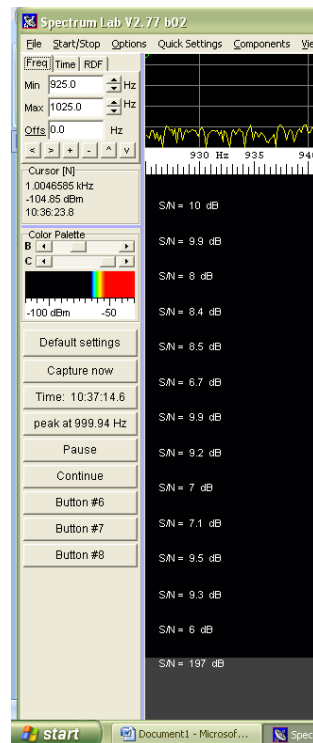 Spectrum Lab V2.77 b02
File Start/Stop Options Quick Settings Components
Freq Time RDF
Min 925.0 Hz
Max 1025.0 Hz
Offs 0.0 Hz
< > + - ^ v
930 Hz 935 94
Cursor [N]
1.0046585 kHz
-104.85 dBm
10:36:23.8
Color Palette
B
C
-100 dBm -50
Default settings
Capture now
Time: 10:37:14.6
peak at 999.94 Hz
Pause
Continue
Button #6
Button #7
Button #8
S/N = 10 dB
S/N = 9.9 dB
S/N = 8 dB
S/N = 8.4 dB
S/N = 8.5 dB
S/N = 6.7 dB
S/N = 9.9 dB
S/N = 9.2 dB
S/N = 7 dB
S/N = 7.1 dB
S/N = 9.5 dB
S/N = 9.3 dB
S/N = 6 dB
S/N = 197 dB
start Document1 - Microsof... Spec